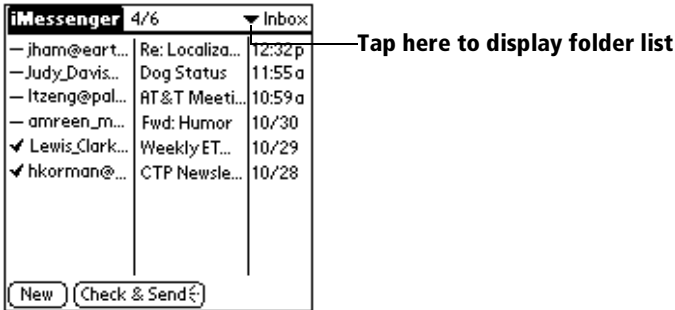 iMessenger 4/6 Inbox
Tap here to display folder list
jham@eart... Re: Localiza... 12:32 p
Judy_Davis... Dog Status 11:55 a
ltzeng@pal... AT&T Meeti... 10:59 a
amreen_m... Fwd: Humor 10/30
Lewis_Clark... Weekly ET... 10/29
hkorman@... CTP Newsle... 10/28
New Check & Send